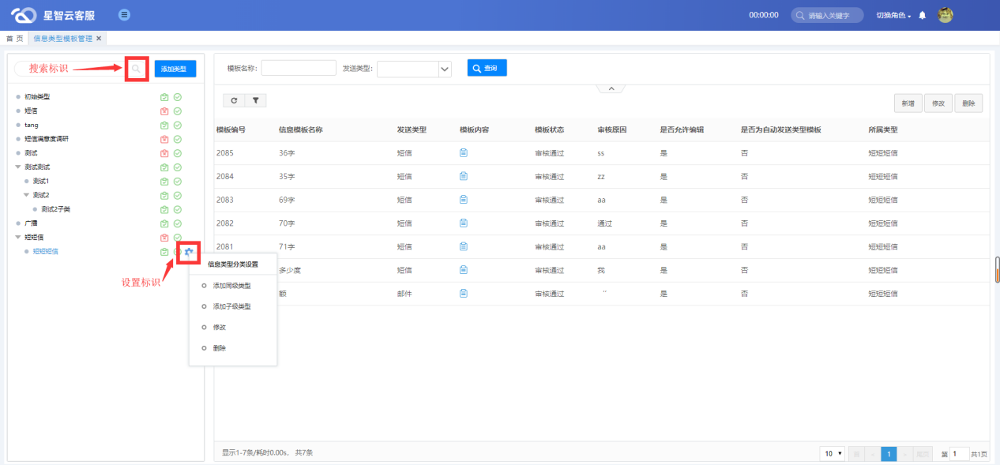 星智云客服
00:00:00
请输入关键字
切换角色
首 页
信息类型模板管理 ×
搜索标识
添加类型
初始类型
短信
tang
短信满意度调研
测试
测试测试
测试1
测试2
测试2子类
广播
短短信
短短短信
设置标识
信息类型分类设置
添加同级类型
添加子级类型
修改
删除
模板名称:
发送类型:
查询
新增 修改 删除
模板编号 信息模板名称 发送类型 模板内容 模板状态 审核原因 是否允许编辑 是否为自动发送类型模板 所属类型
2085 36字 短信 审核通过 ss 是 否 短短短信
2084 35字 短信 审核通过 zz 是 否 短短短信
2083 69字 短信 审核通过 aa 是 否 短短短信
2082 70字 短信 审核通过 通过 是 否 短短短信
2081 71字 短信 审核通过 aa 是 否 短短短信
多少度 短信 审核通过 我 是 否 短短短信
额 邮件 审核通过 ¨ 是 否 短短短信
显示1-7条/耗时0.00s, 共7条
10 1 第 1 共1页